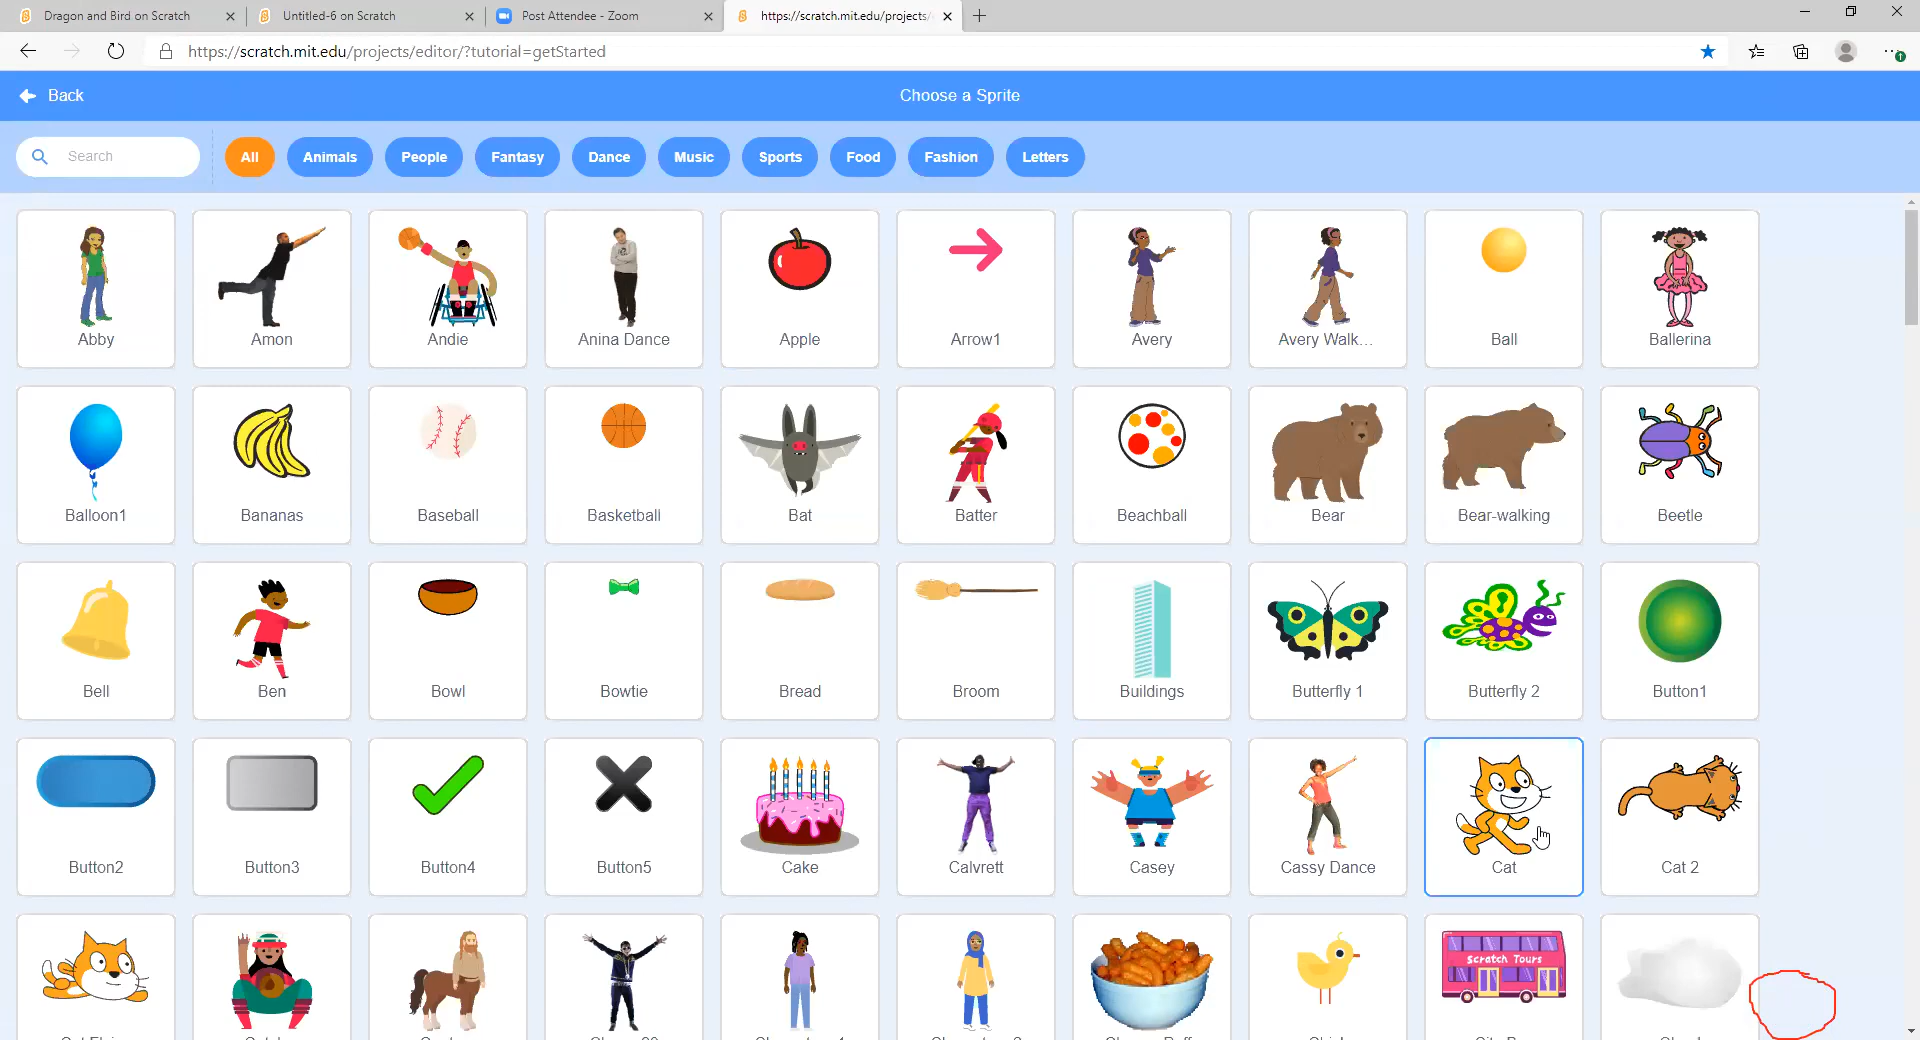 Dragon and Bird on Scratch
Untitled-6 on Scratch
Post Attendee - Zoom
https://scratch.mit.edu/projects/
https://scratch.mit.edu/projects/editor/?tutorial=getStarted
Back
Choose a Sprite
Search
All
Animals
People
Fantasy
Dance
Music
Sports
Food
Fashion
Letters
Abby
Amon
Andie
Anina Dance
Apple
Arrow1
Avery
Avery Walk...
Ball
Ballerina
Balloon1
Bananas
Baseball
Basketball
Bat
Batter
Beachball
Bear
Bear-walking
Beetle
Bell
Ben
Bowl
Bowtie
Bread
Broom
Buildings
Butterfly 1
Butterfly 2
Button1
Button2
Button3
Button4
Button5
Cake
Calvrett
Casey
Cassy Dance
Cat
Cat 2
Scratch Tours